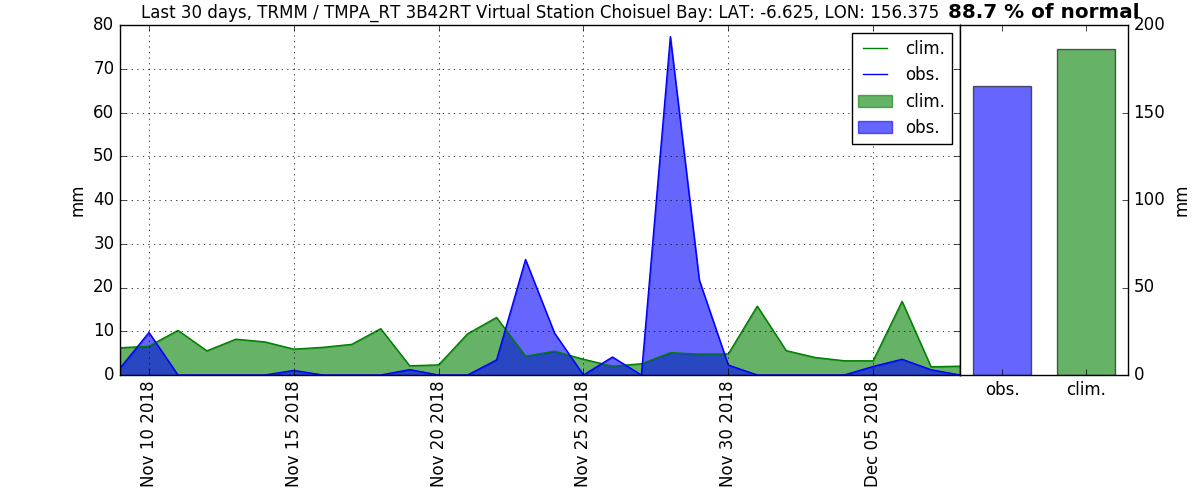 Last 30 days, TRMM / TMPA_RT 3B42RT Virtual Station Choisuel Bay: LAT: -6.625, LON: 156.375
88.7 % of normal
80
70
60
50
40
30
20
10
0
mm
clim.
obs.
clim.
obs.
200
150
100
50
0
mm
Nov 10 2018
Nov 15 2018
Nov 20 2018
Nov 25 2018
Nov 30 2018
Dec 05 2018
obs.
clim.